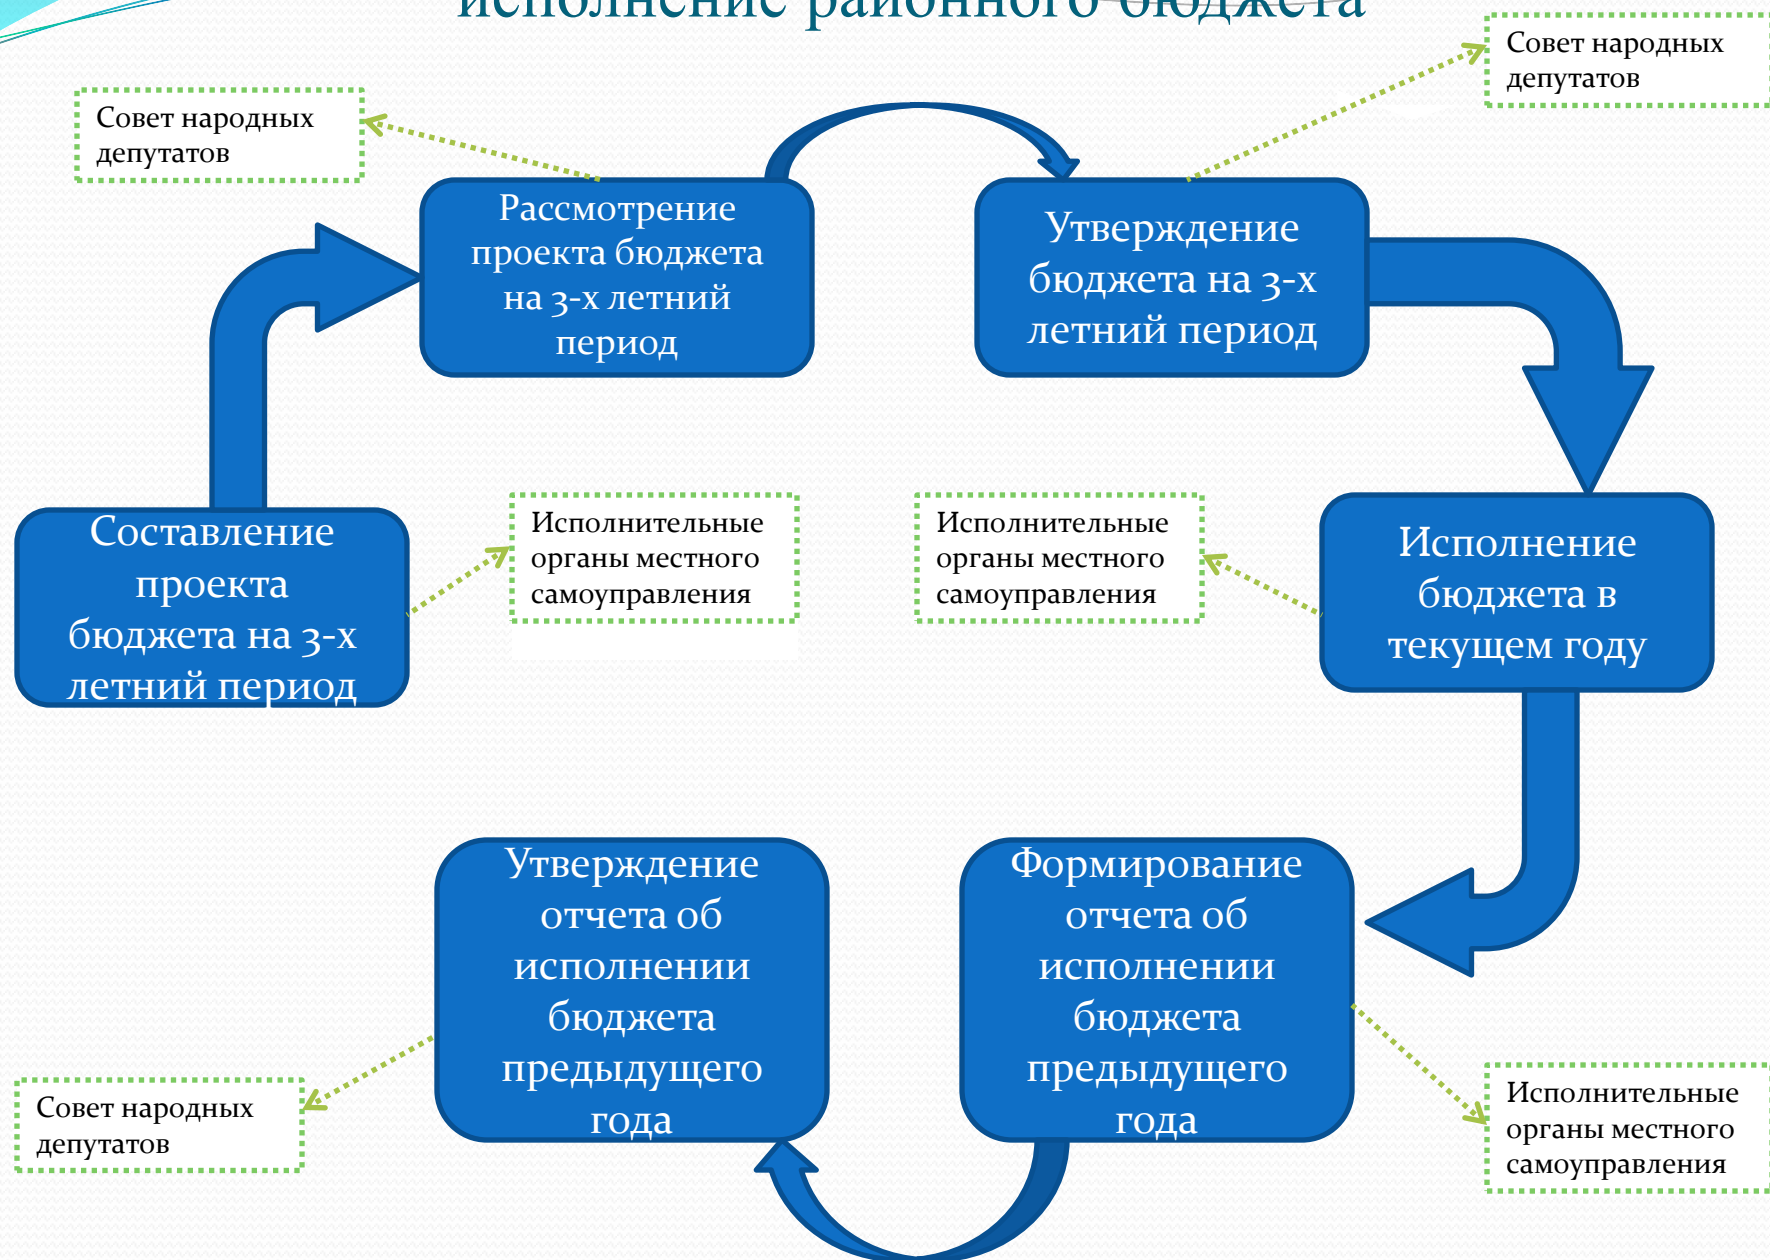 исполнение районного бюджета
Совет народных
депутатов
Совет народных
депутатов
Рассмотрение
проекта бюджета
на 3-х летний
период
Утверждение
бюджета на 3-х
летний период
Составление
проекта
бюджета на 3-х
летний период
Исполнительные
органы местного
самоуправления
Исполнительные
органы местного
самоуправления
Исполнение
бюджета в
текущем году
Утверждение
отчета об
исполнении
бюджета
предыдущего
года
Формирование
отчета об
исполнении
бюджета
предыдущего
года
Совет народных
депутатов
Исполнительные
органы местного
самоуправления